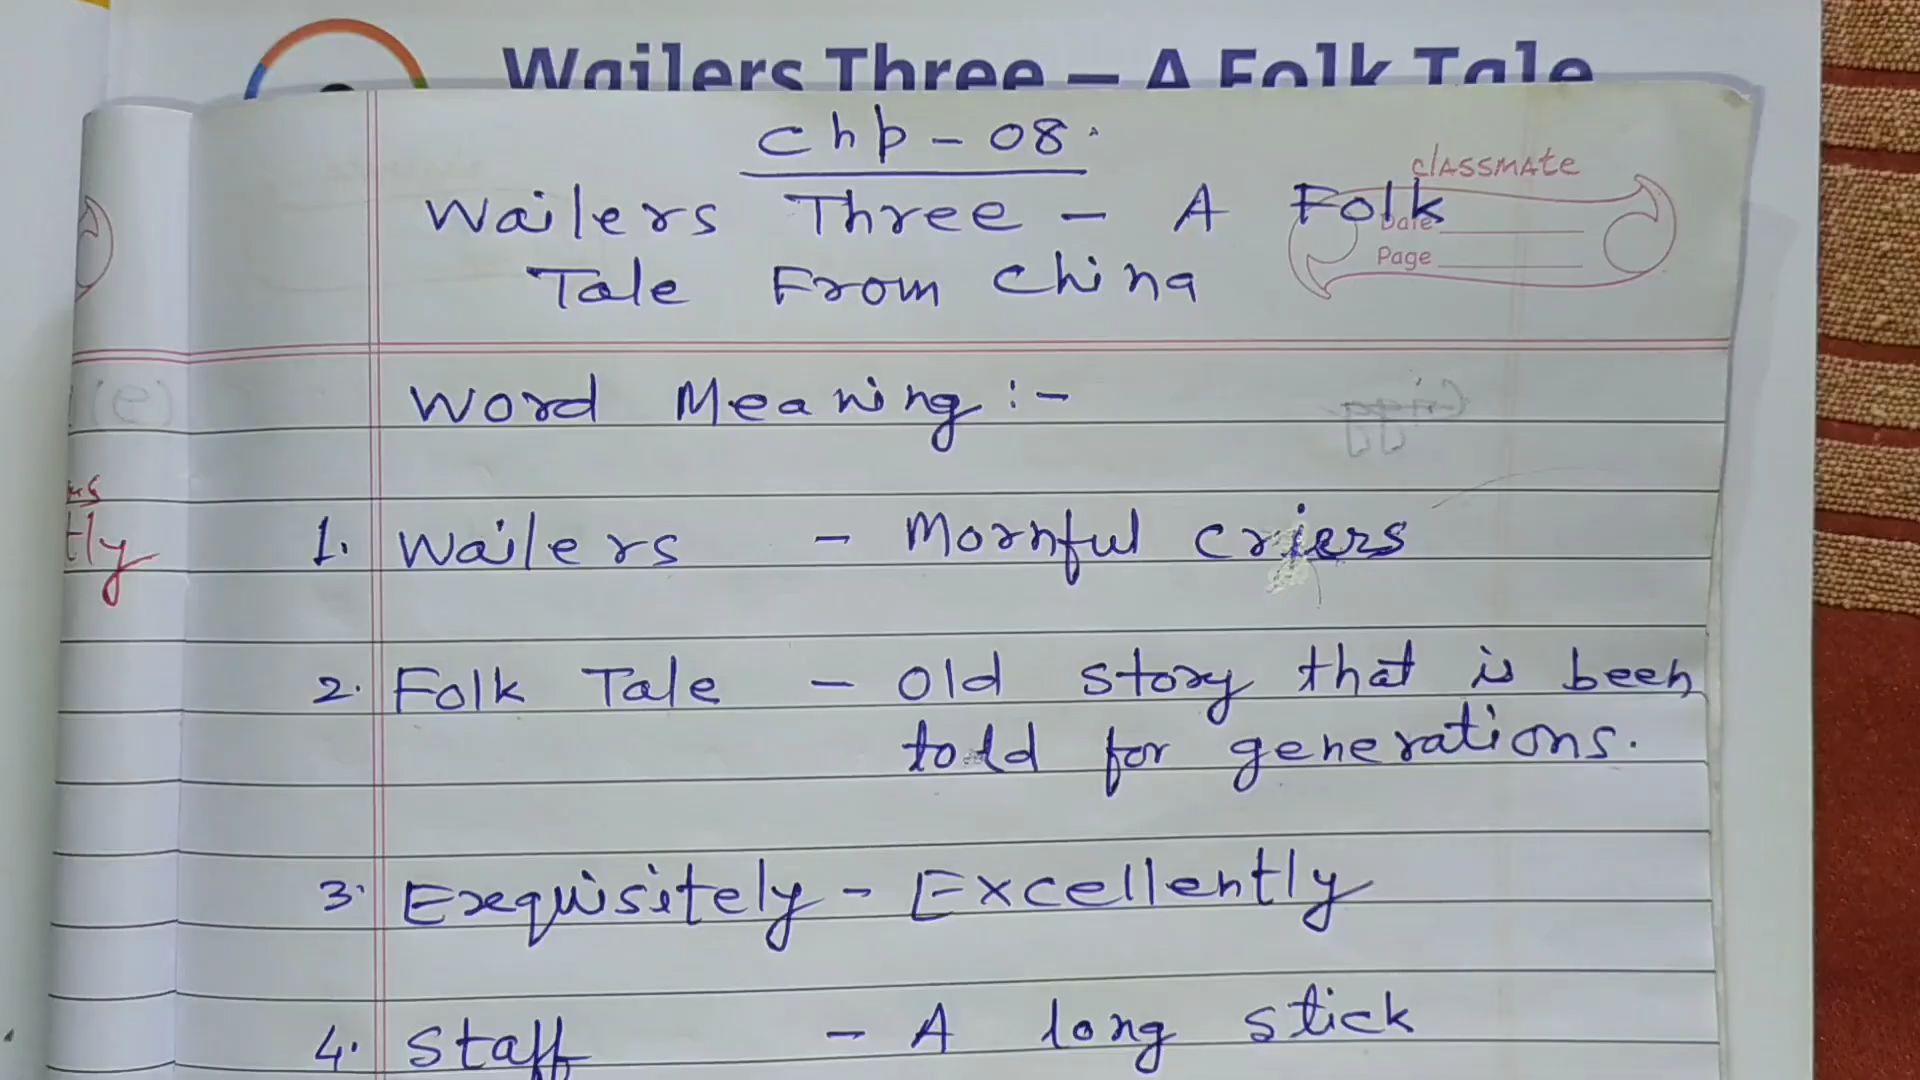 Wailers Three – A Folk Tale
Chp - 08.
classmate
Wailers Three - A Folk
Date
Tale From China
Page
Word Meaning :-
1. Wailers - Mornful criers
2. Folk Tale - Old story that is been
told for generations.
tly
3. Exequisitely - Excellently
4. Staff - A long stick